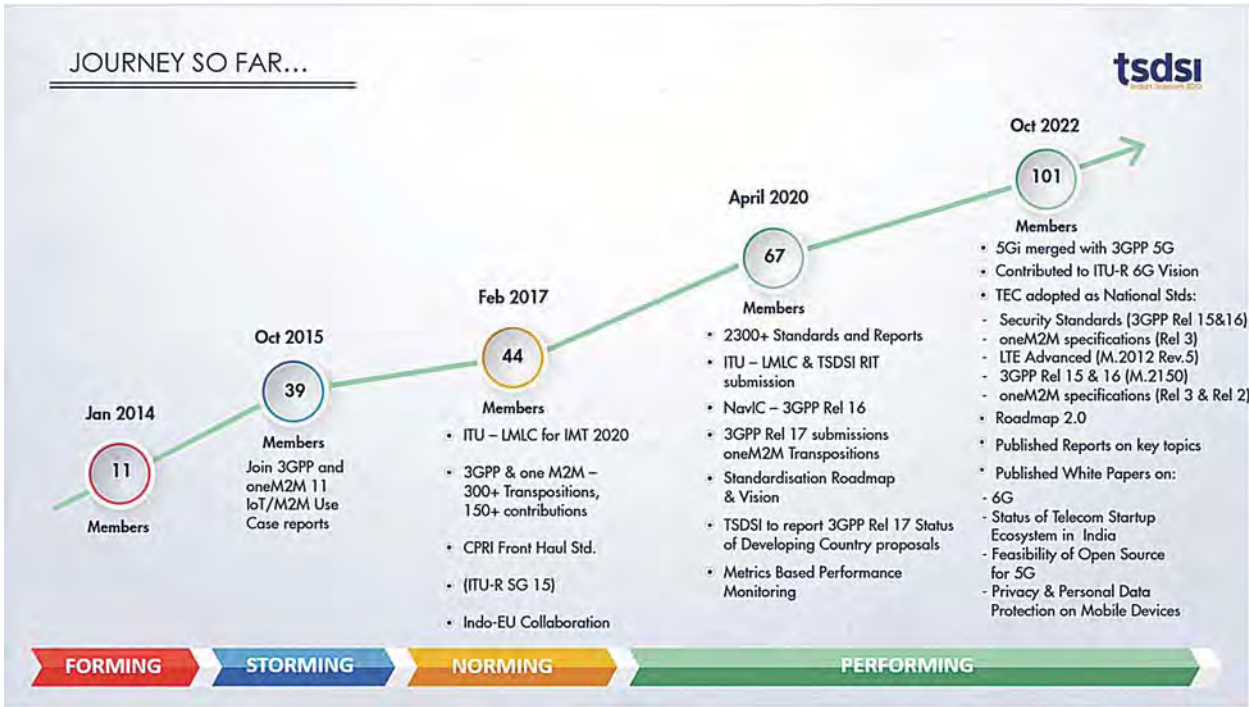 JOURNEY SO FAR...
tsdsi
Jan 2014
11
Members
Oct 2015
39
Members
Join 3GPP and
oneM2M 11
IoT/M2M Use
Case reports
Feb 2017
44
Members
• ITU – LMLC for IMT 2020
• 3GPP & one M2M –
300+ Transpositions,
150+ contributions
• CPRI Front Haul Std.
• (ITU-R SG 15)
• Indo-EU Collaboration
April 2020
67
Members
• 2300+ Standards and Reports
• ITU – LMLC & TSDSI RIT
submission
• NavIC – 3GPP Rel 16
• 3GPP Rel 17 submissions
oneM2M Transpositions
• Standardisation Roadmap
& Vision
• TSDSI to report 3GPP Rel 17 Status
of Developing Country proposals
• Metrics Based Performance
Monitoring
Oct 2022
101
Members
• 5Gi merged with 3GPP 5G
• Contributed to ITU-R 6G Vision
• TEC adopted as National Stds:
- Security Standards (3GPP Rel 15&16)
- oneM2M specifications (Rel 3)
- LTE Advanced (M.2012 Rev.5)
- 3GPP Rel 15 & 16 (M.2150)
- oneM2M specifications (Rel 3 & Rel 2)
• Roadmap 2.0
• Published Reports on key topics
• Published White Papers on:
- 6G
- Status of Telecom Startup
Ecosystem in India
- Feasibility of Open Source
for 5G
- Privacy & Personal Data
Protection on Mobile Devices
FORMING
STORMING
NORMING
PERFORMING